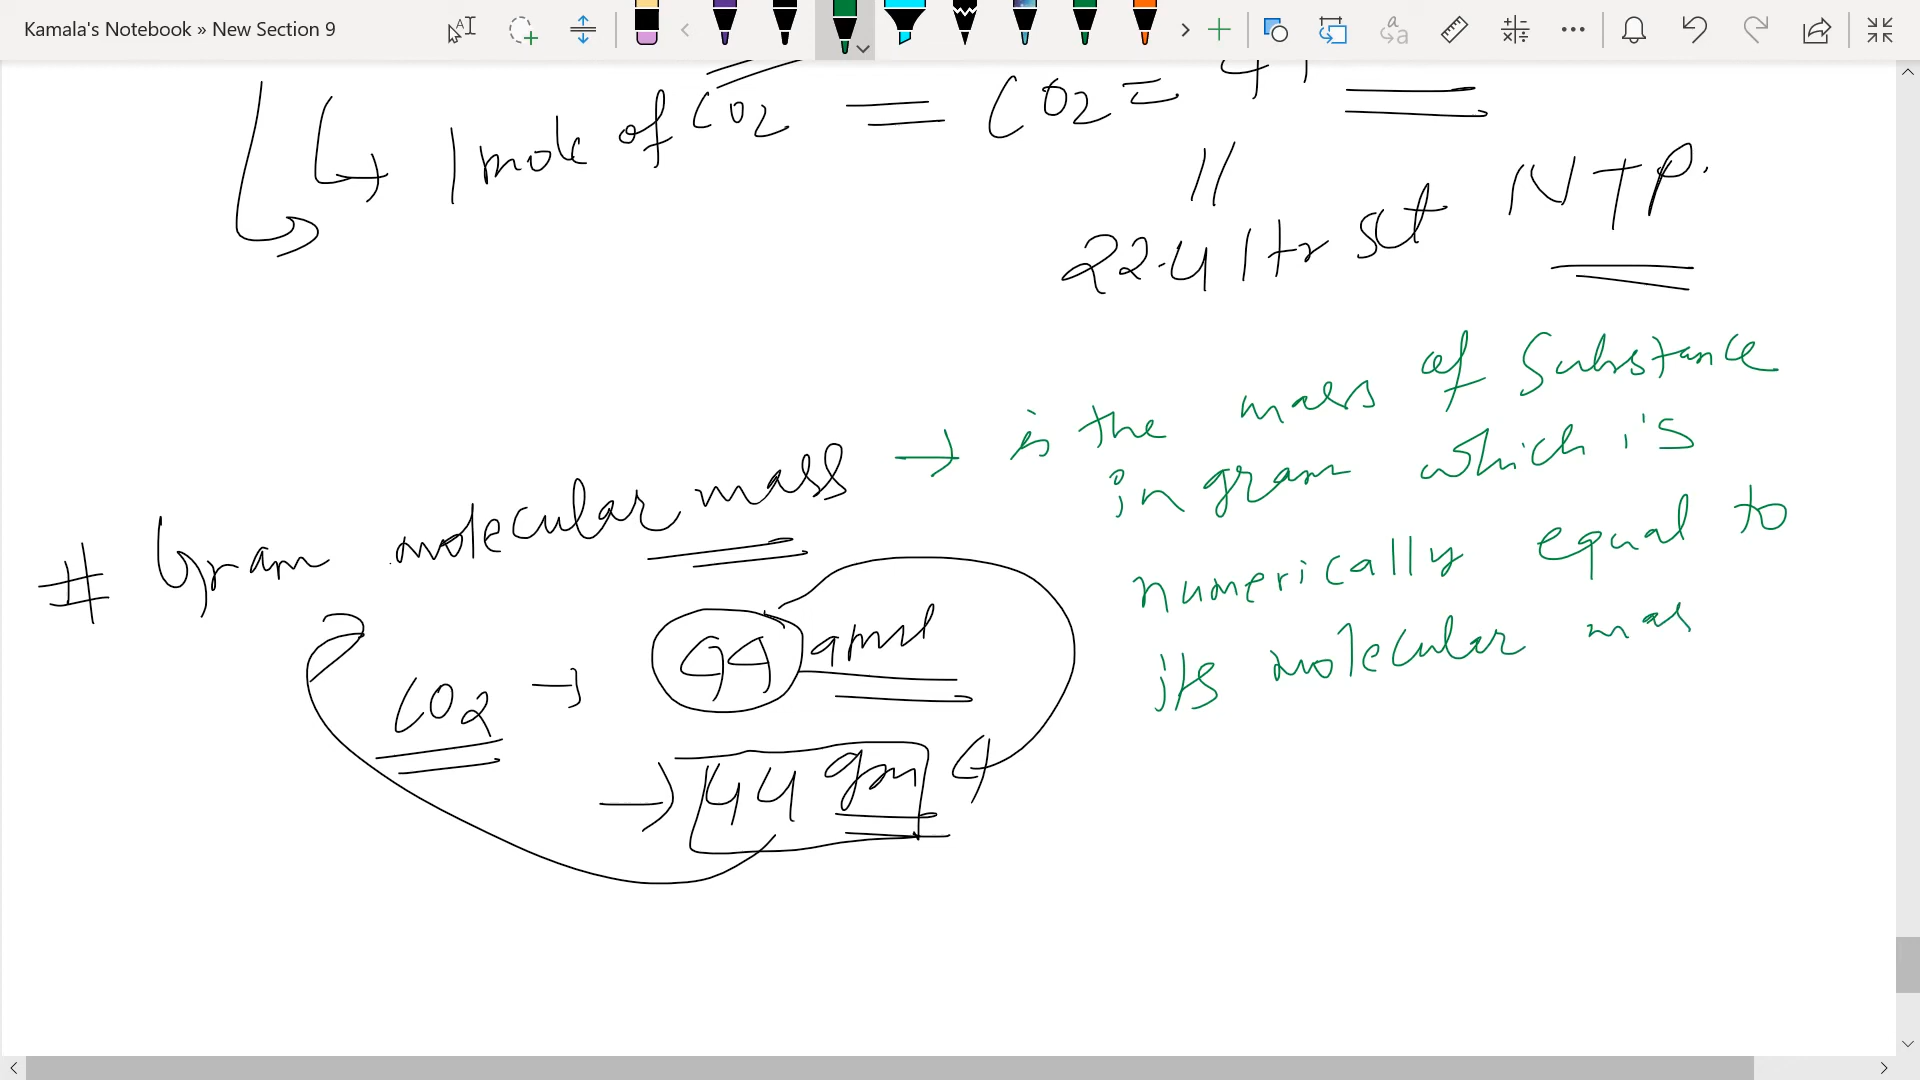 Kamala's Notebook » New Section 9
1 mole of CO2 = CO2 =
22.4 ltr at NTP.
# Gram molecular mass → is the mass of Substance
in gram which is
numerically equal to
its molecular mas
CO2 → 44 amu
→ 44 gm